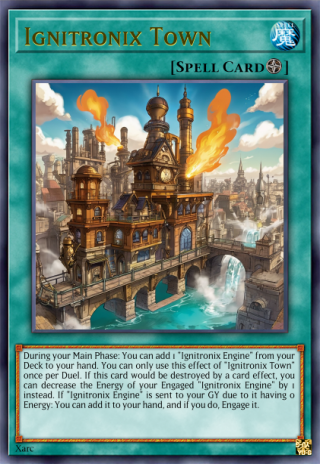 Ignitronix Town
魔
[Spell Card]
During your Main Phase: You can add 1 "Ignitronix Engine" from your
Deck to your hand. You can only use this effect of "Ignitronix Town"
once per Duel. If this card would be destroyed by a card effect, you
can decrease the Energy of your Engaged "Ignitronix Engine" by 1
instead. If "Ignitronix Engine" is sent to your GY due to it having 0
Energy: You can add it to your hand, and if you do, Engage it.
Xarc